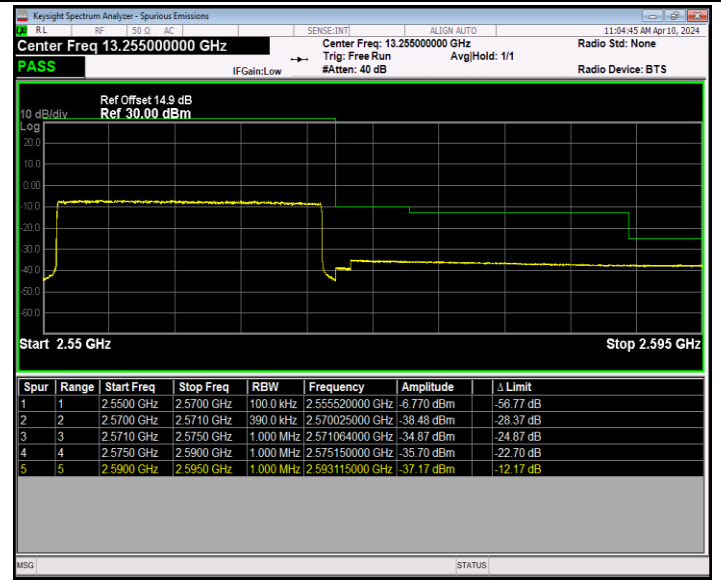 Keysight Spectrum Analyzer - Spurious Emissions
RL RF 50 Ω AC SENSE:INT ALIGN AUTO 11:04:45 AM Apr 10, 2024
Center Freq 13.255000000 GHz Center Freq: 13.255000000 GHz Radio Std: None
Trig: Free Run Avg|Hold: 1/1
PASS IFGain:Low #Atten: 40 dB Radio Device: BTS
Ref Offset 14.9 dB
10 dB/div Ref 30.00 dBm
Log
20.0
10.0
0.00
-10.0
-20.0
-30.0
-40.0
-50.0
-60.0
Start 2.55 GHz Stop 2.595 GHz
Spur Range Start Freq Stop Freq RBW Frequency Amplitude Δ Limit
1 1 2.5500 GHz 2.5700 GHz 100.0 kHz 2.555520000 GHz -6.770 dBm -56.77 dB
2 2 2.5700 GHz 2.5710 GHz 390.0 kHz 2.570025000 GHz -38.48 dBm -28.37 dB
3 3 2.5710 GHz 2.5750 GHz 1.000 MHz 2.571064000 GHz -34.87 dBm -24.87 dB
4 4 2.5750 GHz 2.5900 GHz 1.000 MHz 2.575150000 GHz -35.70 dBm -22.70 dB
5 5 2.5900 GHz 2.5950 GHz 1.000 MHz 2.593115000 GHz -37.17 dBm -12.17 dB
MSG STATUS